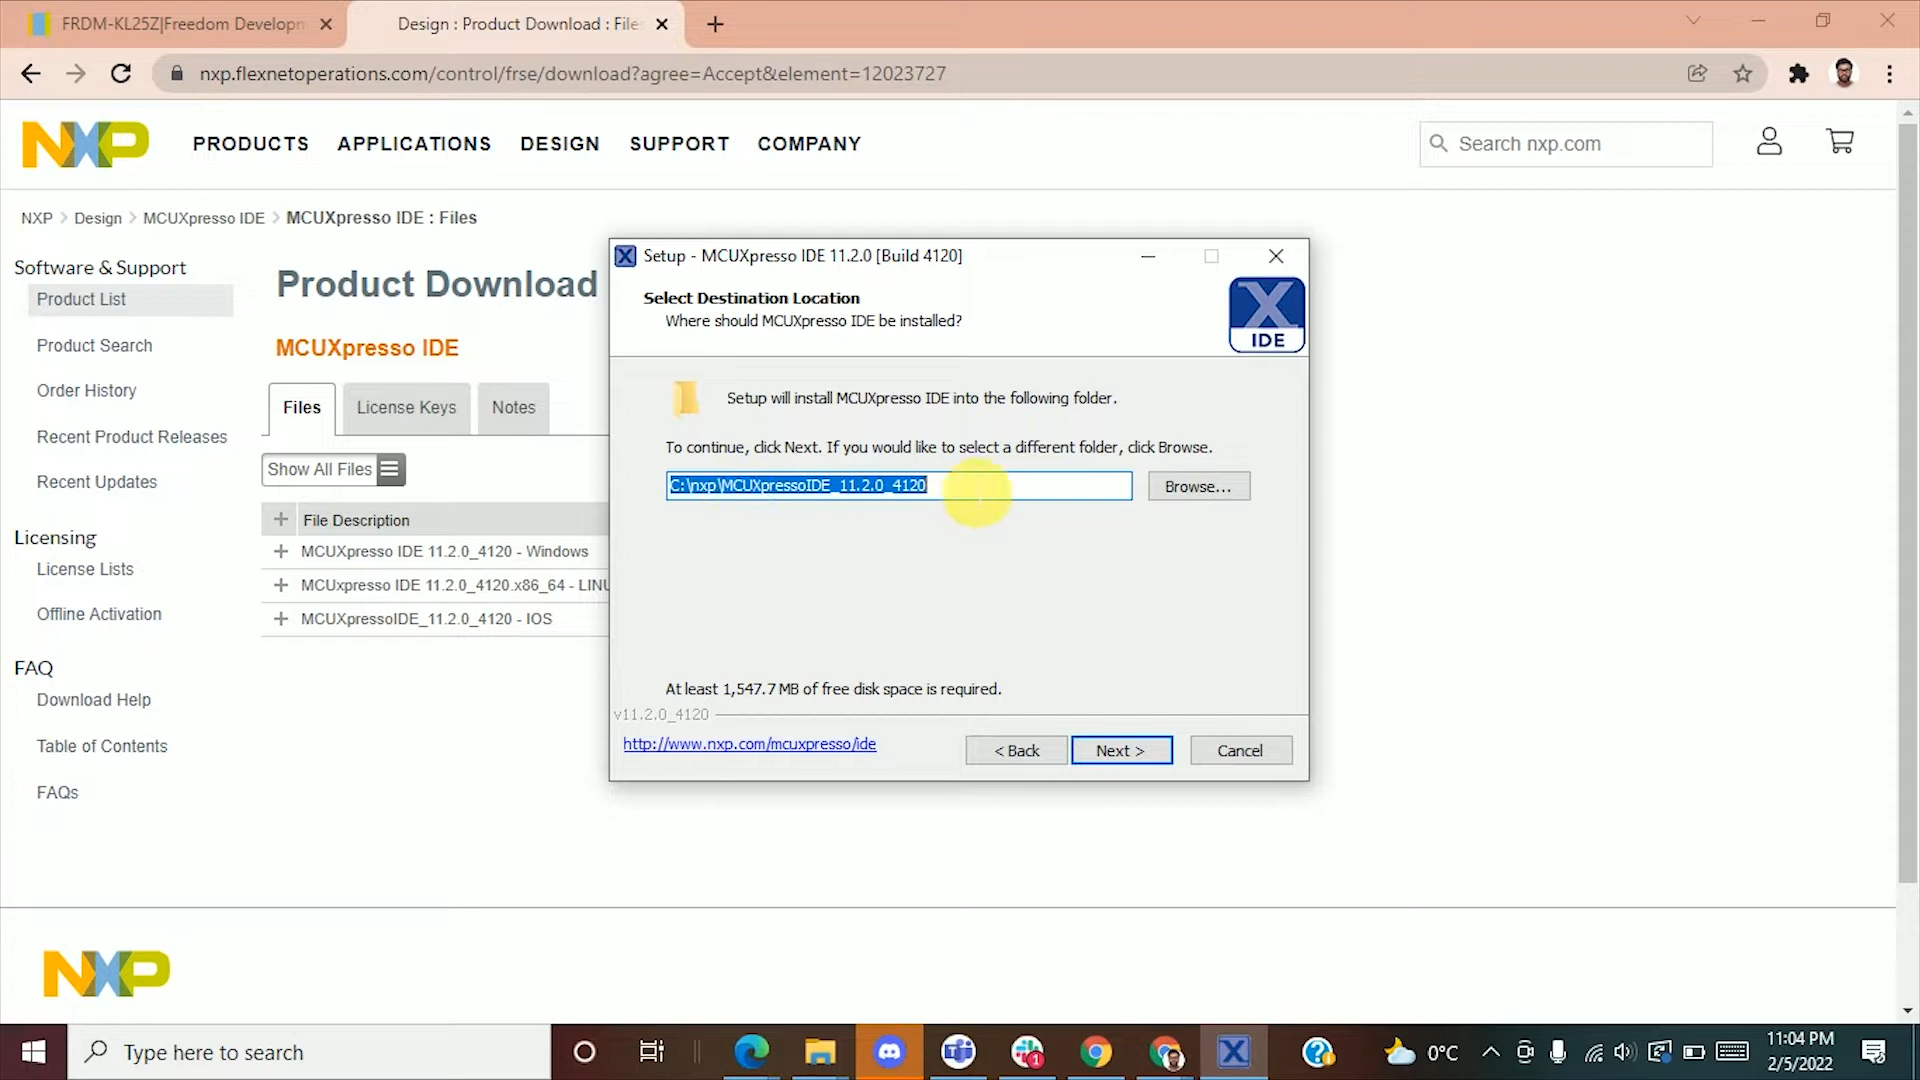 FRDM-KL25Z|Freedom Developm
Design : Product Download : File
nxp.flexnetoperations.com/control/frse/download?agree=Accept&element=12023727
NXP
PRODUCTS
APPLICATIONS
DESIGN
SUPPORT
COMPANY
Search nxp.com
NXP > Design > MCUXpresso IDE > MCUXpresso IDE : Files
Software & Support
Product List
Product Search
Order History
Recent Product Releases
Recent Updates
Licensing
License Lists
Offline Activation
FAQ
Download Help
Table of Contents
FAQs
Product Download
MCUXpresso IDE
Files
License Keys
Notes
Show All Files
+ File Description
+ MCUXpresso IDE 11.2.0_4120 - Windows
+ MCUxpresso IDE 11.2.0_4120.x86_64 - LINU
+ MCUXpressoIDE_11.2.0_4120 - IOS
X Setup - MCUXpresso IDE 11.2.0 [Build 4120]
Select Destination Location
Where should MCUXpresso IDE be installed?
X
IDE
Setup will install MCUXpresso IDE into the following folder.
To continue, click Next. If you would like to select a different folder, click Browse.
C:\nxp\MCUXpressoIDE_11.2.0_4120
Browse...
At least 1,547.7 MB of free disk space is required.
v11.2.0_4120
http://www.nxp.com/mcuxpresso/ide
< Back
Next >
Cancel
NXP
Type here to search
1
X
0°C
11:04 PM
2/5/2022